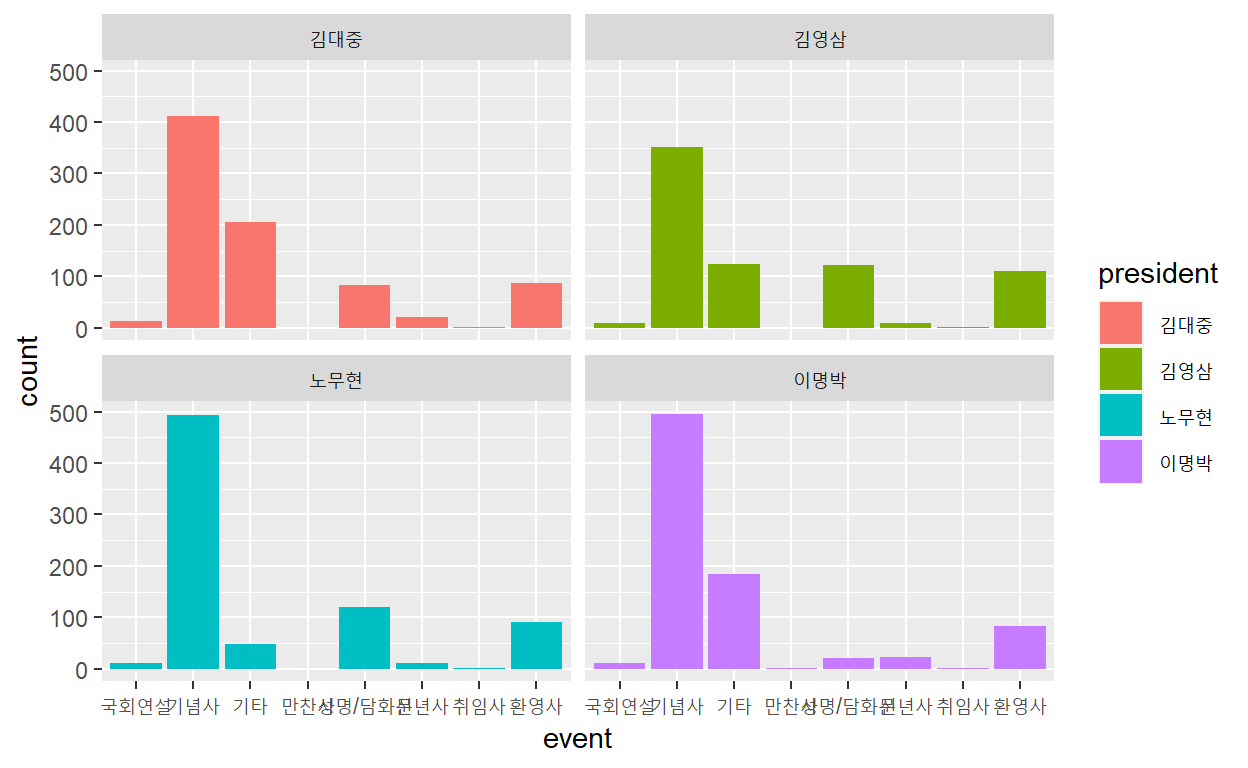 김대중
김영삼
500
400
300
200
100
0
count
노무현
이명박
500
400
300
200
100
0
국회연설 기념사 기타 만찬사 성명/담화문 신년사 취임사 환영사
국회연설 기념사 기타 만찬사 성명/담화문 신년사 취임사 환영사
event
president
김대중
김영삼
노무현
이명박